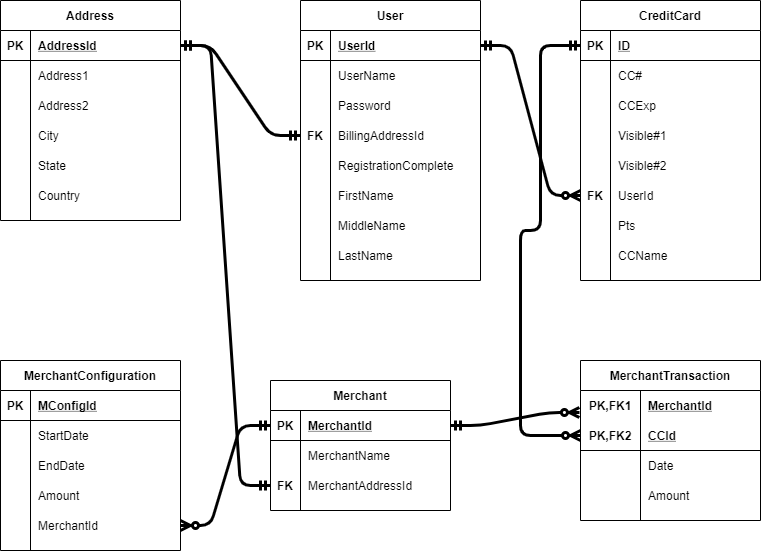 Address
PK AddressId
Address1
Address2
City
State
Country
User
PK UserId
UserName
Password
FK BillingAddressId
RegistrationComplete
FirstName
MiddleName
LastName
CreditCard
PK ID
CC#
CCExp
Visible#1
Visible#2
FK UserId
Pts
CCName
MerchantConfiguration
PK MConfigId
StartDate
EndDate
Amount
MerchantId
Merchant
PK MerchantId
MerchantName
FK MerchantAddressId
MerchantTransaction
PK,FK1 MerchantId
PK,FK2 CCId
Date
Amount